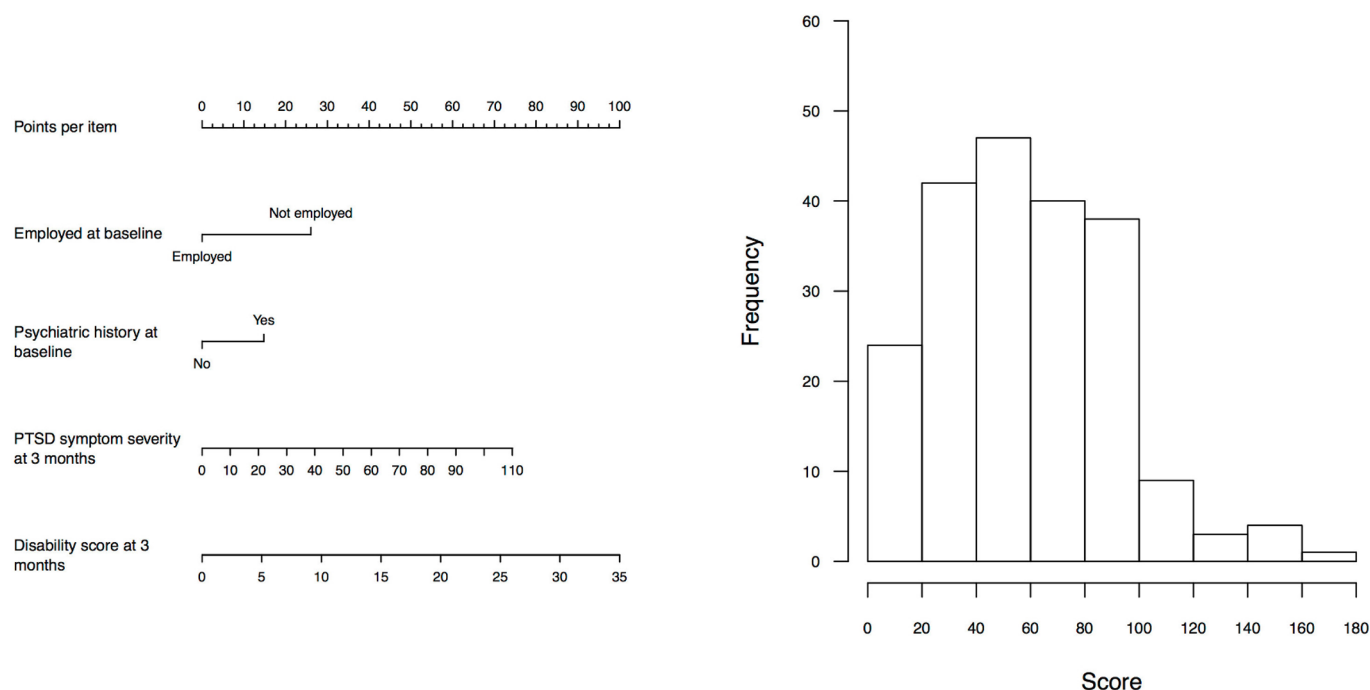 0 10 20 30 40 50 60 70 80 90 100
Points per item
Not employed
Employed at baseline
Employed
Yes
Psychiatric history at
baseline
No
PTSD symptom severity
at 3 months
0 10 20 30 40 50 60 70 80 90 110
Disability score at 3
months
0 5 10 15 20 25 30 35
60
50
40
30
20
10
0
Frequency
0 20 40 60 80 100 120 140 160 180
Score